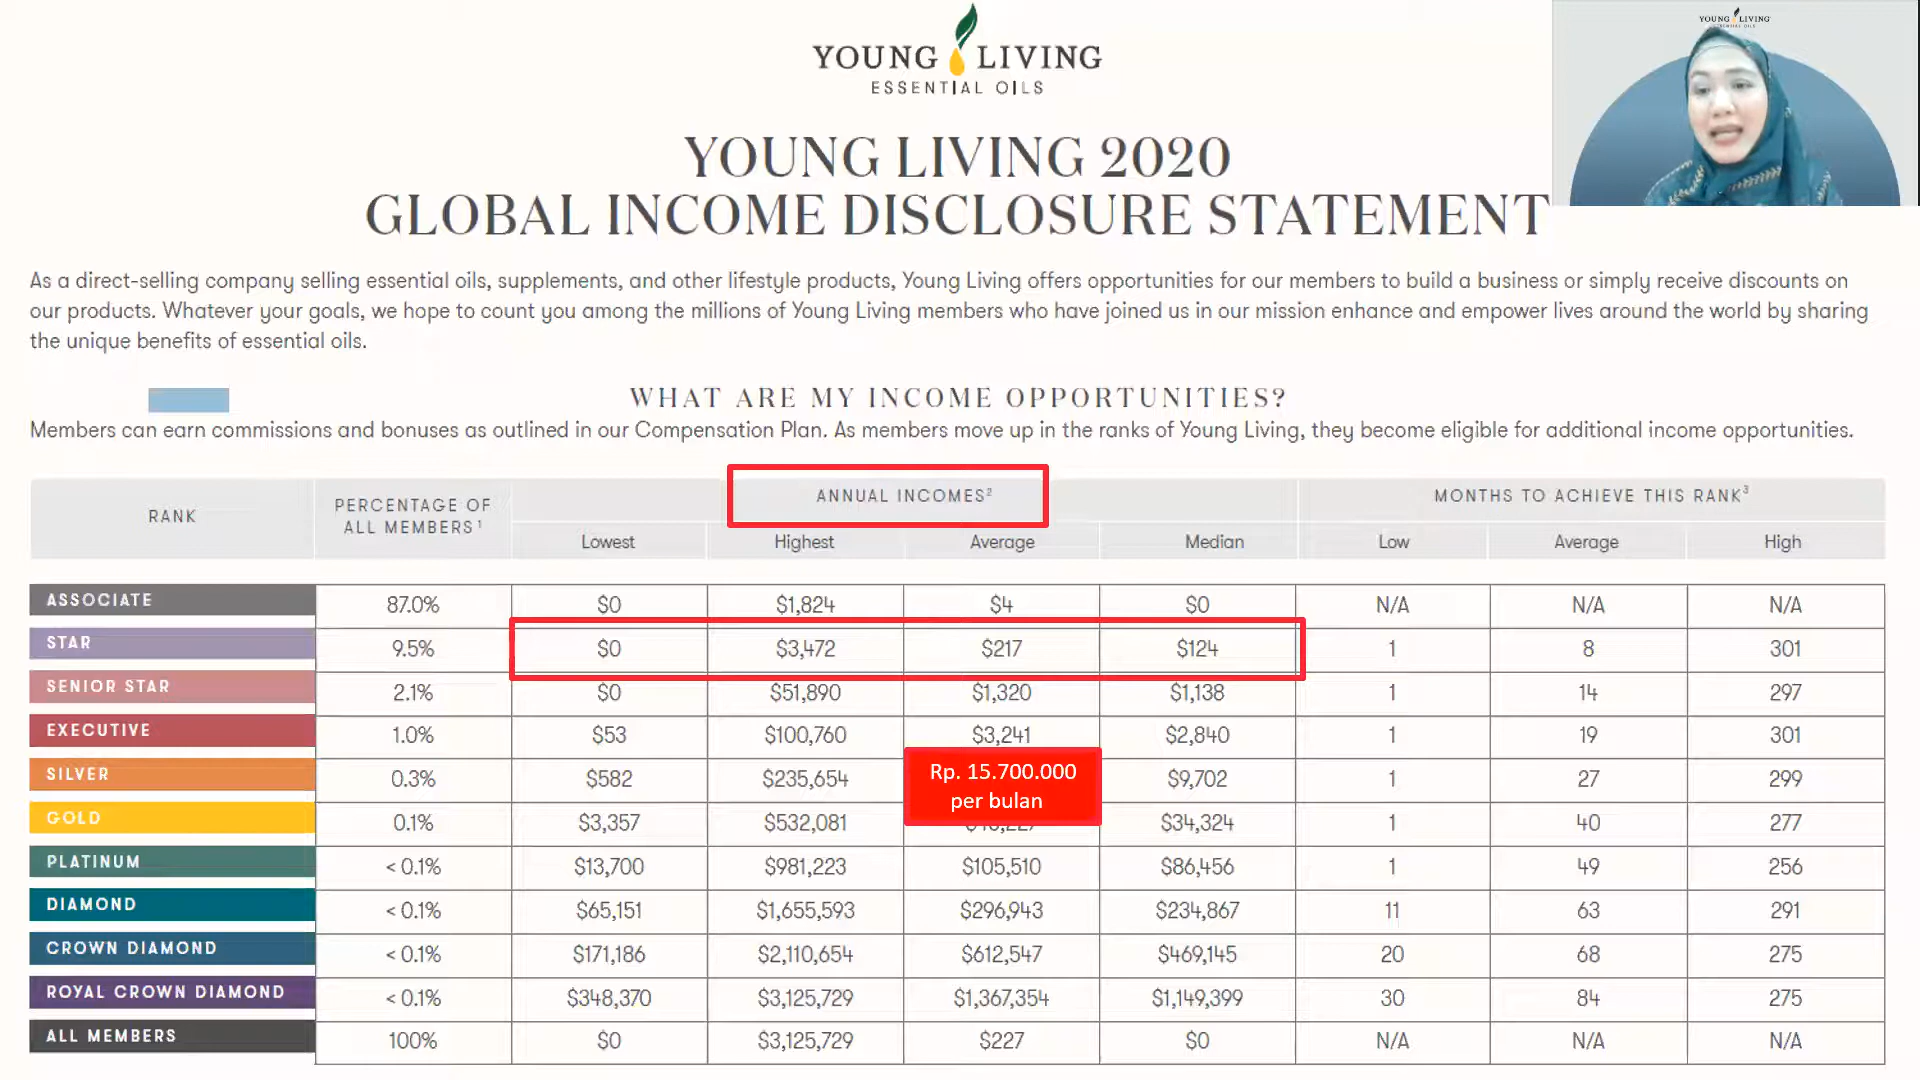 YOUNG LIVING
ESSENTIAL OILS
YOUNG LIVING
YOUNG LIVING 2020
GLOBAL INCOME DISCLOSURE STATEMENT
As a direct-selling company selling essential oils, supplements, and other lifestyle products, Young Living offers opportunities for our members to build a business or simply receive discounts on
our products. Whatever your goals, we hope to count you among the millions of Young Living members who have joined us in our mission enhance and empower lives around the world by sharing
the unique benefits of essential oils.
WHAT ARE MY INCOME OPPORTUNITIES?
Members can earn commissions and bonuses as outlined in our Compensation Plan. As members move up in the ranks of Young Living, they become eligible for additional income opportunities.
RANK PERCENTAGE OF ALL MEMBERS¹ ANNUAL INCOMES² MONTHS TO ACHIEVE THIS RANK³
Lowest Highest Average Median Low Average High
ASSOCIATE 87.0% $0 $1,824 $4 $0 N/A N/A N/A
STAR 9.5% $0 $3,472 $217 $124 1 8 301
SENIOR STAR 2.1% $0 $51,890 $1,320 $1,138 1 14 297
EXECUTIVE 1.0% $53 $100,760 $3,241 $2,840 1 19 301
SILVER 0.3% $582 $235,654 $9,702 1 27 299
Rp. 15.700.000
per bulan
GOLD 0.1% $3,357 $532,081 $34,324 1 40 277
PLATINUM < 0.1% $13,700 $981,223 $105,510 $86,456 1 49 256
DIAMOND < 0.1% $65,151 $1,655,593 $296,943 $234,867 11 63 291
CROWN DIAMOND < 0.1% $171,186 $2,110,654 $612,547 $469,145 20 68 275
ROYAL CROWN DIAMOND < 0.1% $348,370 $3,125,729 $1,367,354 $1,149,399 30 84 275
ALL MEMBERS 100% $0 $3,125,729 $227 $0 N/A N/A N/A